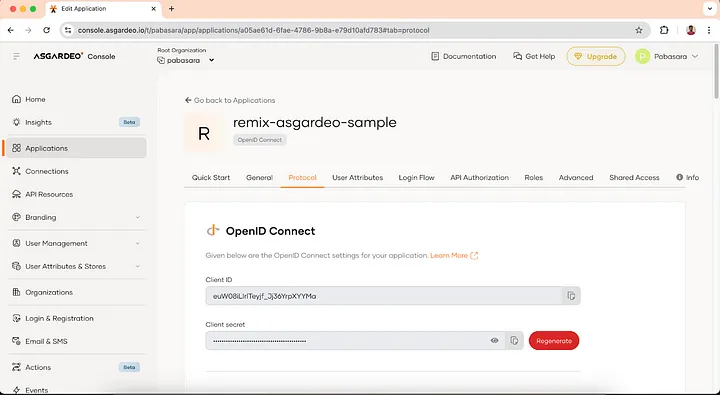 Edit Application
console.asgardeo.io/t/pabasara/app/applications/a05ae61d-6fae-4786-9b8a-e79d10afd783#tab=protocol
ASGARDEO Console
Root Organization
pabasara
Documentation
Get Help
Upgrade
P
Pabasara
Home
Insights
Beta
Applications
Connections
API Resources
Branding
User Management
User Attributes & Stores
Organizations
Login & Registration
Email & SMS
Actions
Beta
Events
Go back to Applications
R
remix-asgardeo-sample
OpenID Connect
Quick Start
General
Protocol
User Attributes
Login Flow
API Authorization
Roles
Advanced
Shared Access
Info
OpenID Connect
Given below are the OpenID Connect settings for your application. Learn More
Client ID
Client secret
Regenerate